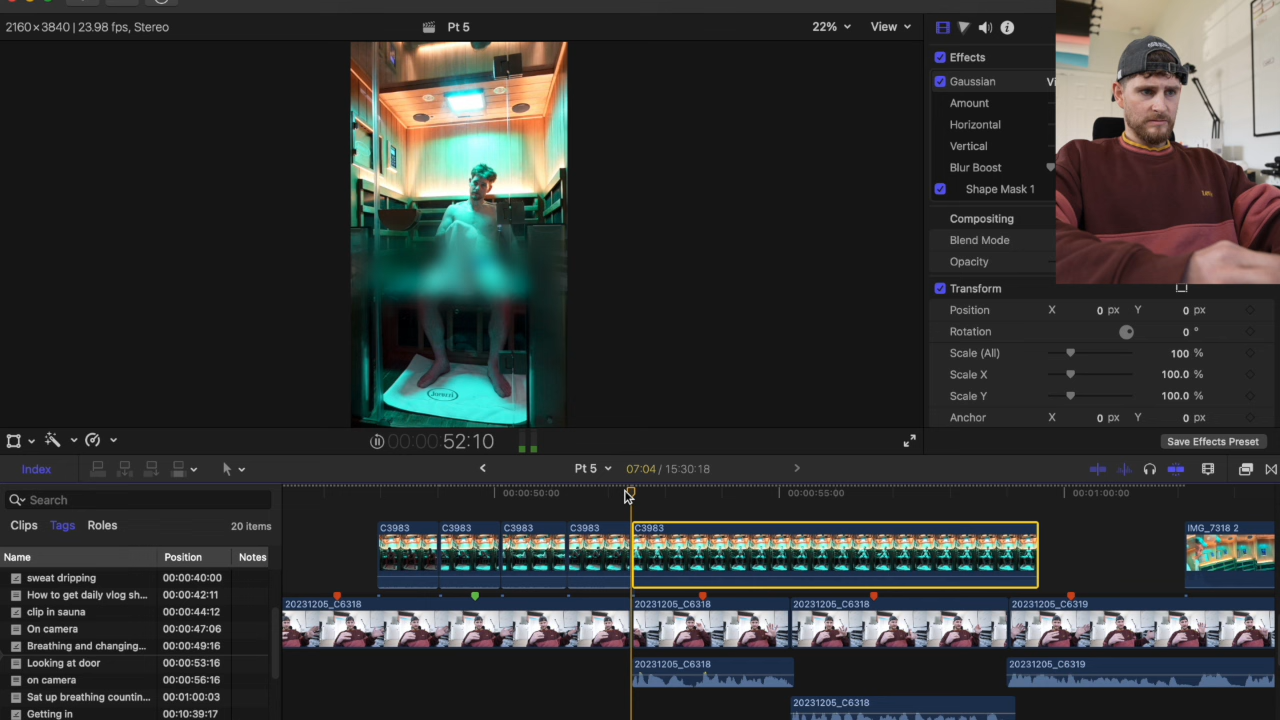 2160×3840 | 23.98 fps, Stereo
Pt 5
22%
View
Effects
Gaussian
Vi
Amount
Horizontal
Vertical
Blur Boost
Shape Mask 1
Compositing
Blend Mode
Opacity
Transform
Position X 0 px Y 0 px
Rotation 0 °
Scale (All) 100 %
Scale X 100.0 %
Scale Y 100.0 %
Anchor X 0 px Y 0 px
00:00:52:10
Save Effects Preset
Index
Pt 5
07:04 / 15:30:18
Search
Clips Tags Roles 20 items
Name Position Notes
sweat dripping 00:00:40:00
How to get daily vlog sh... 00:00:42:11
clip in sauna 00:00:44:12
On camera 00:00:47:06
Breathing and changing... 00:00:49:16
Looking at door 00:00:53:16
on camera 00:00:56:16
Sat up breathing countin... 00:01:00:03
Getting in 00:10:39:17
00:00:50:00 00:00:55:00 00:01:00:00
C3983 C3983 C3983 C3983 C3983 IMG_7318 2
20231205_C6318 20231205_C6318 20231205_C6318 20231205_C6319
20231205_C6318 20231205_C6319
20231205_C6318